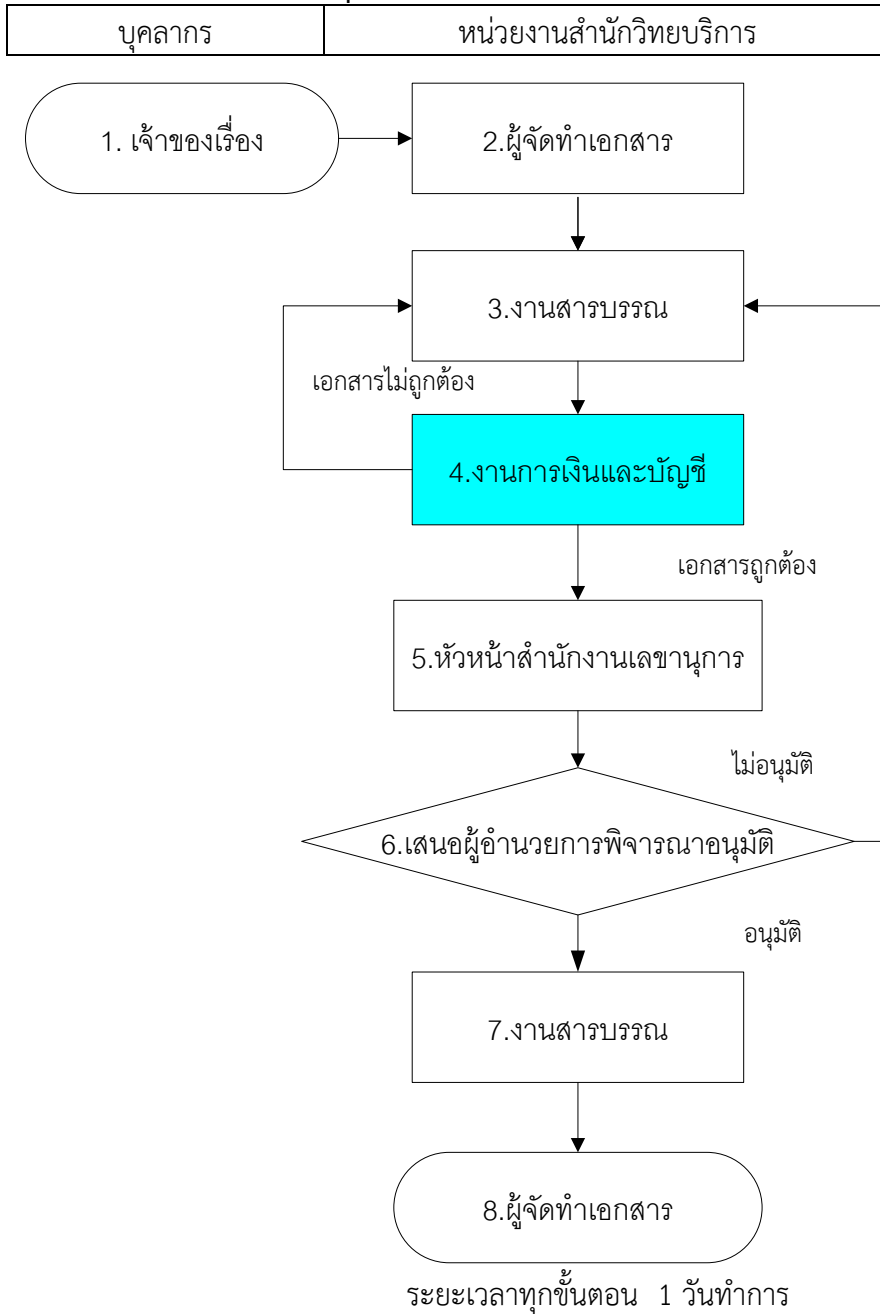 บุคลากร
หน่วยงานสำนักวิทยบริการ
1. เจ้าของเรื่อง
2.ผู้จัดทำเอกสาร
3.งานสารบรรณ
เอกสารไม่ถูกต้อง
4.งานการเงินและบัญชี
เอกสารถูกต้อง
5.หัวหน้าสำนักงานเลขานุการ
ไม่อนุมัติ
6.เสนอผู้อำนวยการพิจารณาอนุมัติ
อนุมัติ
7.งานสารบรรณ
8.ผู้จัดทำเอกสาร
ระยะเวลาทุกขั้นตอน 1 วันทำการ